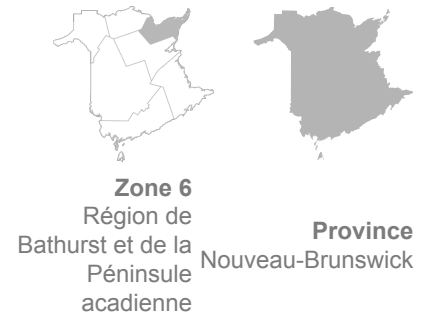 Zone 6
Région de
Bathurst et de la
Péninsule
acadienne
Province
Nouveau-Brunswick